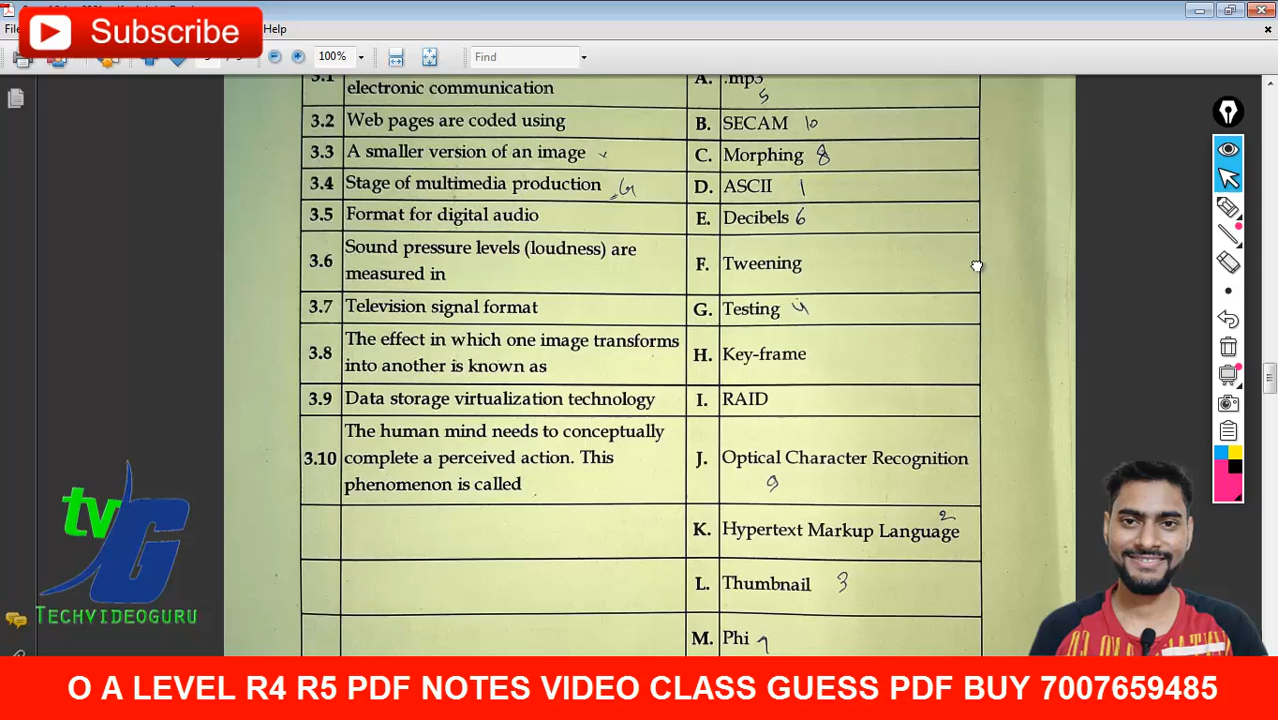 Subscribe
Fil
Help
100%
Find
3.1 electronic communication A. .mp3 5
3.2 Web pages are coded using B. SECAM 10
3.3 A smaller version of an image C. Morphing 8
3.4 Stage of multimedia production G D. ASCII 1
3.5 Format for digital audio E. Decibels 6
3.6 Sound pressure levels (loudness) are
measured in F. Tweening
3.7 Television signal format G. Testing 4
3.8 The effect in which one image transforms
into another is known as H. Key-frame
3.9 Data storage virtualization technology I. RAID
3.10 The human mind needs to conceptually
complete a perceived action. This J. Optical Character Recognition
phenomenon is called 9
K. Hypertext Markup Language 2
L. Thumbnail 3
M. Phi 7
tvG
TECHVIDEOGURU
O A LEVEL R4 R5 PDF NOTES VIDEO CLASS GUESS PDF BUY 7007659485